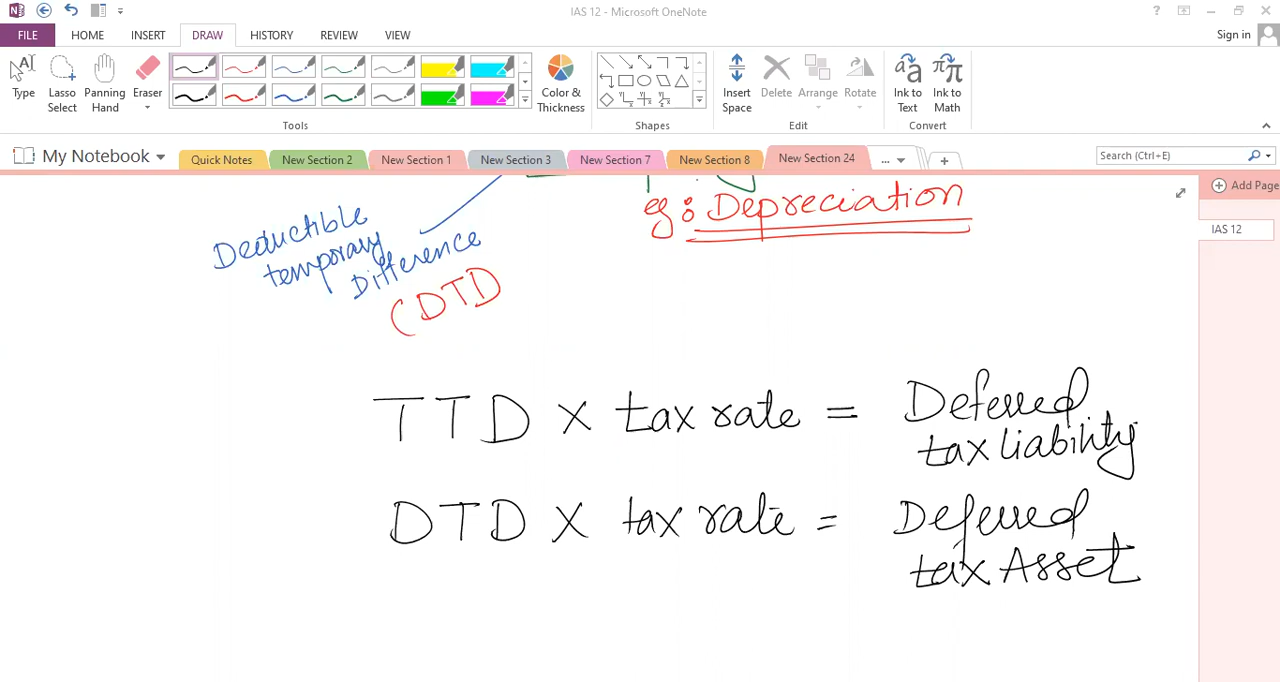 IAS 12 - Microsoft OneNote
?
FILE HOME INSERT DRAW HISTORY REVIEW VIEW
Sign in
Type
Lasso Select
Panning Hand
Eraser
Color & Thickness
Insert Space
Delete
Arrange
Rotate
Ink to Text
Ink to Math
Tools Shapes Edit Convert
My Notebook
Quick Notes New Section 2 New Section 1 New Section 3 New Section 7 New Section 8 New Section 24 ...
Search (Ctrl+E)
Add Page
IAS 12
eg: Depreciation
Deductible
temporary
Difference
(DTD
TTD X tax rate = Deferred
tax liability
DTD X tax rate = Deferred
tax Asset